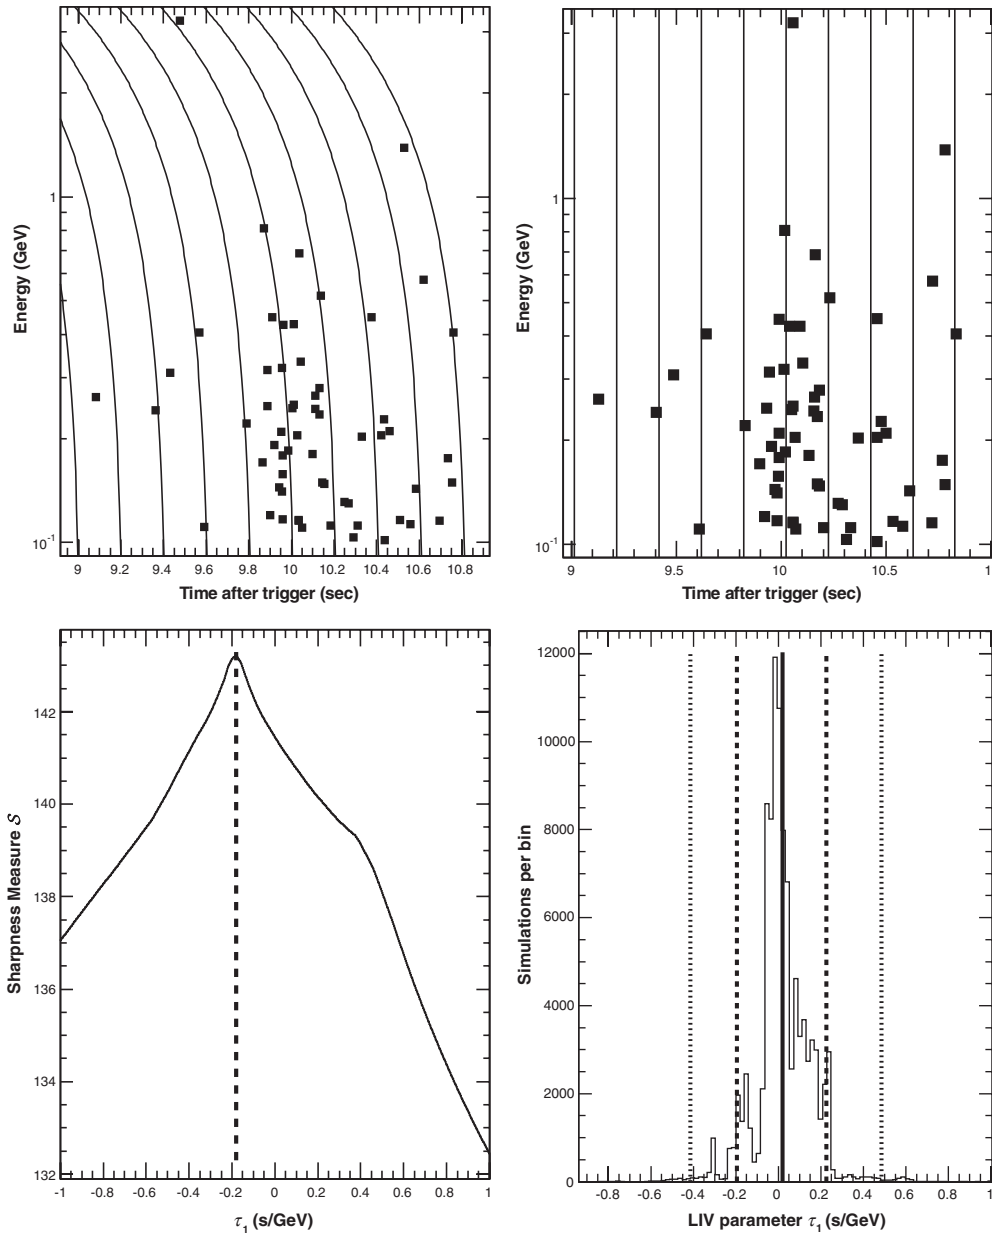 1
10-1
Energy (GeV)
9 9.2 9.4 9.6 9.8 10 10.2 10.4 10.6 10.8
Time after trigger (sec)
1
10-1
Energy (GeV)
9 9.5 10 10.5 1
Time after trigger (sec)
142
140
138
136
134
132
Sharpness Measure S
-1 -0.8 -0.6 -0.4 -0.2 0 0.2 0.4 0.6 0.8 1
τ1 (s/GeV)
12000
10000
8000
6000
4000
2000
0
Simulations per bin
-0.8 -0.6 -0.4 -0.2 0 0.2 0.4 0.6 0.8 1
LIV parameter τ1 (s/GeV)